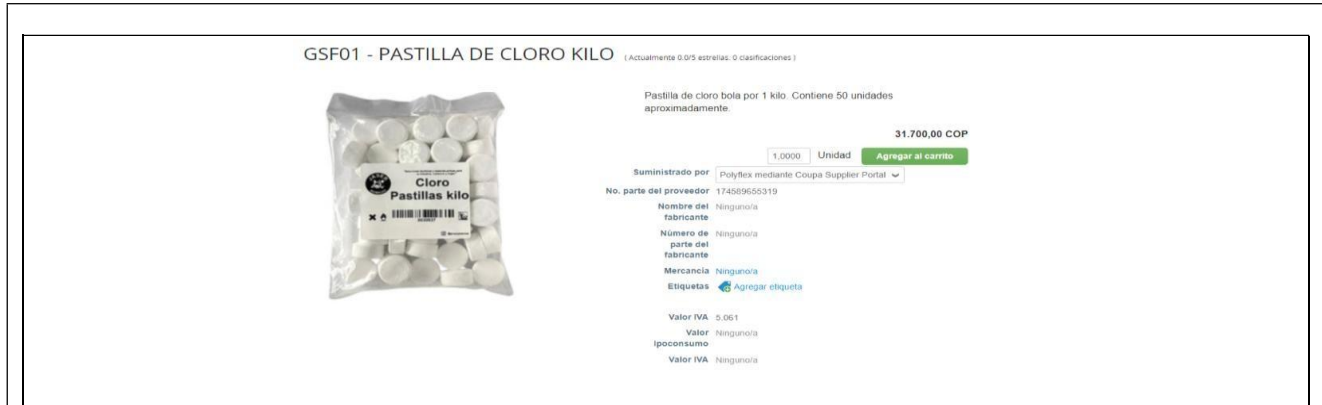 GSF01 - PASTILLA DE CLORO KILO ( Actualmente 0.0/5 estrellas: 0 clasificaciones )
Pastilla de cloro bola por 1 kilo. Contiene 50 unidades
aproximadamente.
31.700,00 COP
1,0000 Unidad Agregar al carrito
Suministrado por Polyflex mediante Coupa Supplier Portal
No. parte del proveedor 174589655319
Nombre del Ninguno/a
fabricante
Número de Ninguno/a
parte del
fabricante
Mercancía Ninguno/a
Etiquetas Agregar etiqueta
Valor IVA 5.061
Valor Ninguno/a
Ipoconsumo
Valor IVA Ninguno/a
Cloro
Pastillas kilo